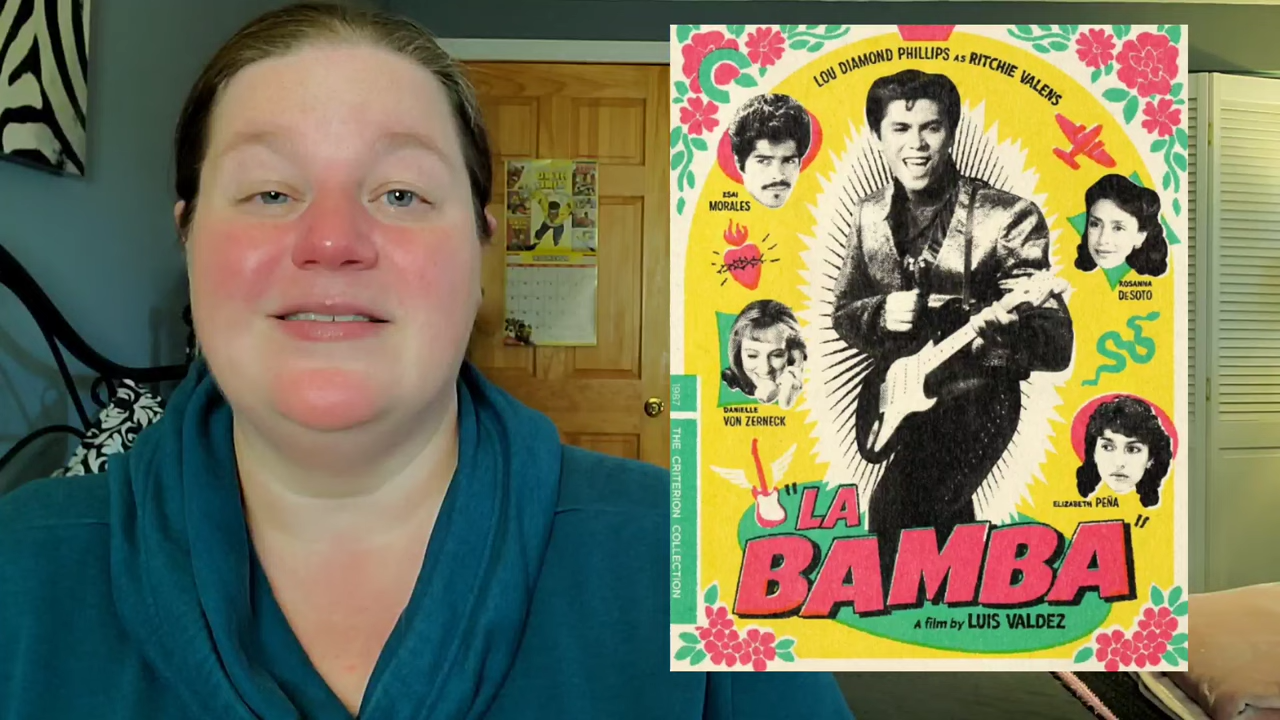 LOU DIAMOND PHILLIPS AS RITCHIE VALENS
ESAI
MORALES
ROSANNA
DESOTO
DANIELLE
VON ZERNECK
ELIZABETH PEÑA
1987
THE CRITERION COLLECTION
"LA
BAMBA"
A film by LUIS VALDEZ